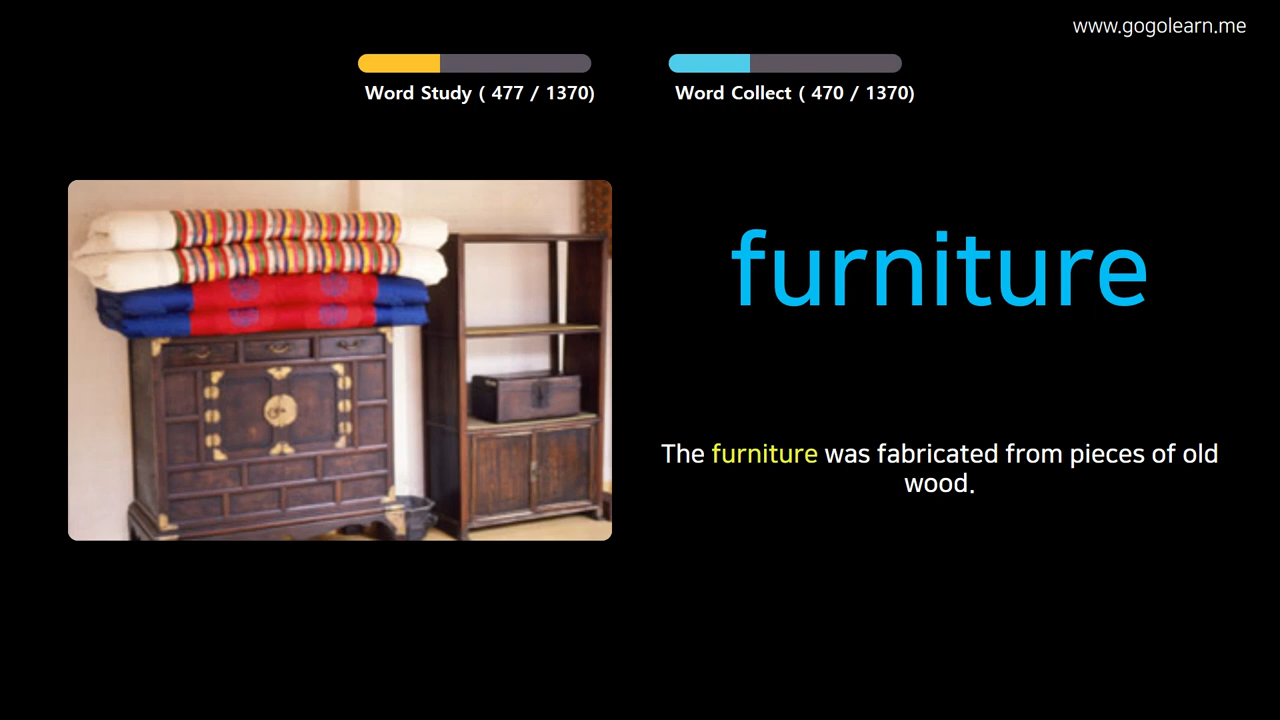 www.gogolearn.me
Word Study ( 477 / 1370)
Word Collect ( 470 / 1370)
furniture
The furniture was fabricated from pieces of old
wood.